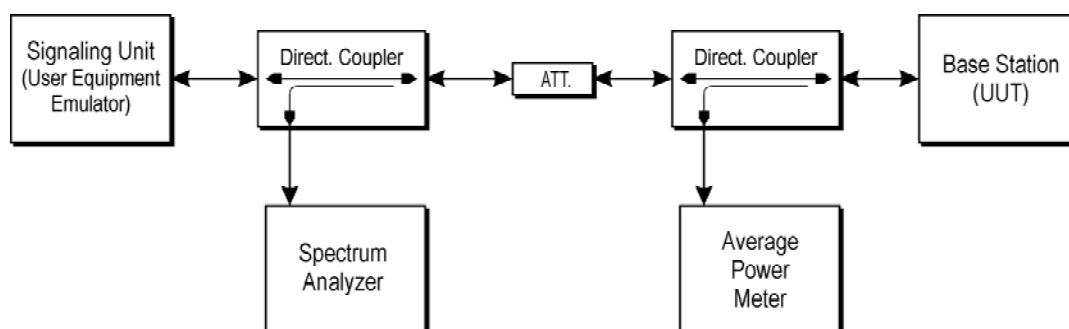 Signaling Unit
(User Equipment
Emulator)
Direct. Coupler
ATT.
Direct. Coupler
Base Station
(UUT)
Spectrum
Analyzer
Average
Power
Meter